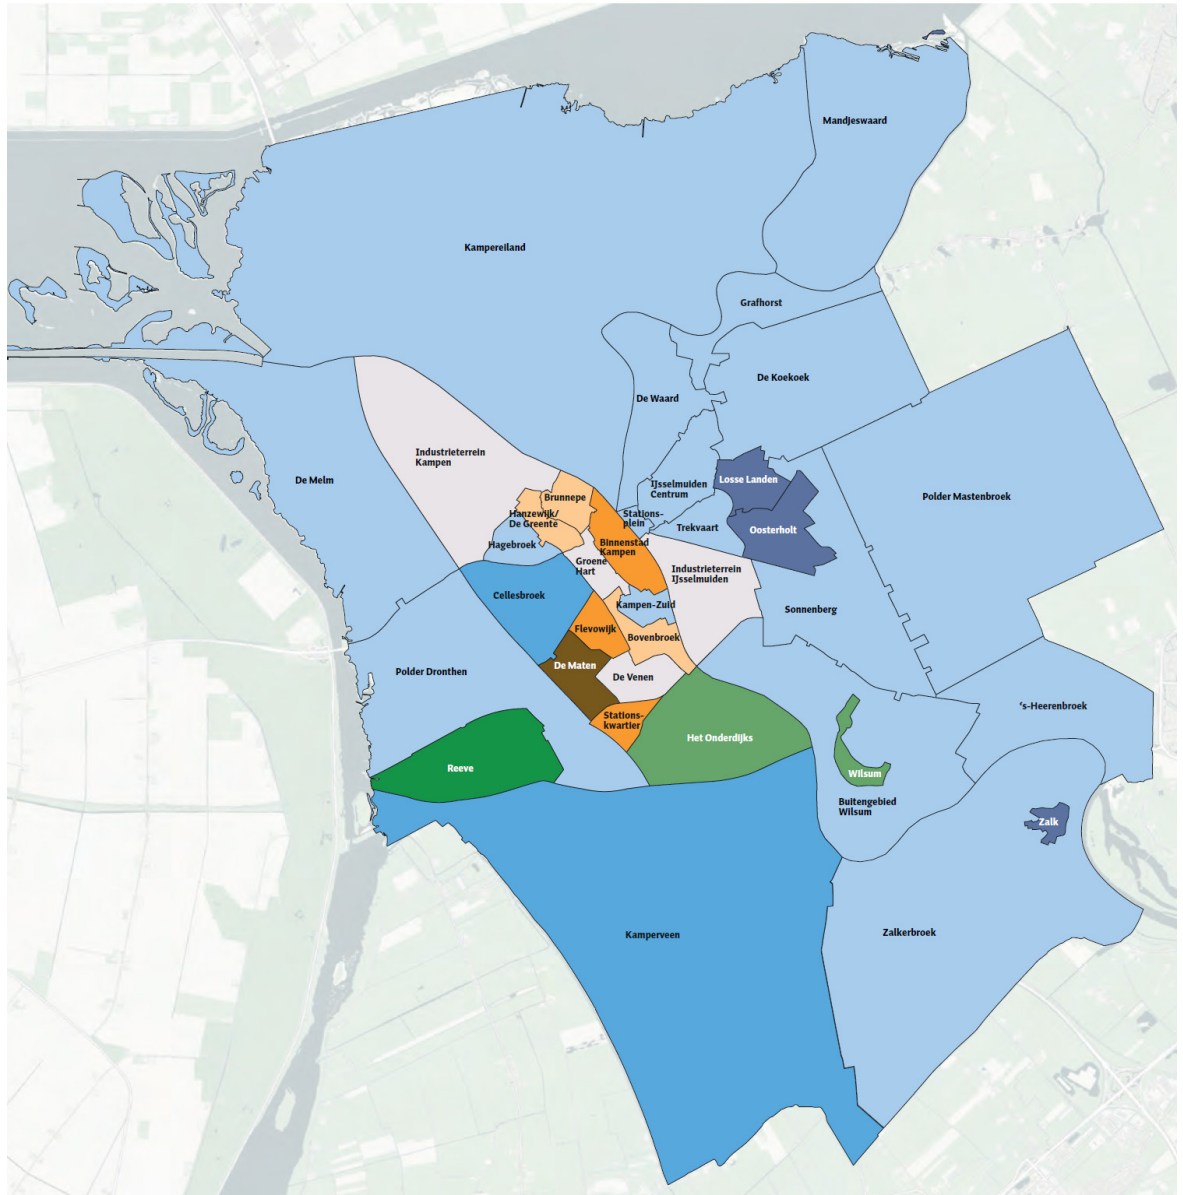 Mandjeswaard
Kampereiland
Grafhorst
De Koekoek
De Waard
Industrieterrein
Kampen
De Melm
Losse Landen
IJsselmuiden
Centrum
Polder Mastenbroek
Brunnepe
Hanzewijk/
De Greente
Stations-
plein
Trekvaart
Oosterholt
Hagebroek
Binnenstad
Kampen
Groene
Hart
Industrieterrein
IJsselmuiden
Cellesbroek
Kampen-Zuid
Sonnenberg
Flevowijk
Bovenbroek
De Maten
Polder Dronthen
De Venen
's-Heerenbroek
Stations-
kwartier
Het Onderdijks
Reeve
Wilsum
Buitengebied
Wilsum
Zalk
Kamperveen
Zalkerbroek